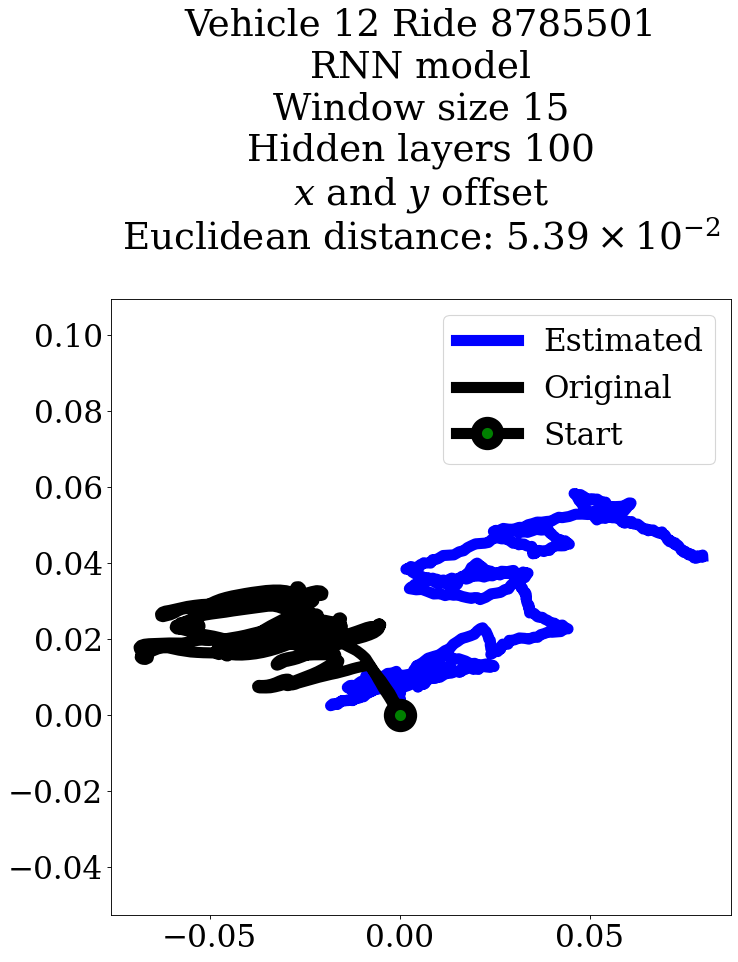 Vehicle 12 Ride 8785501
RNN model
Window size 15
Hidden layers 100
x and y offset
Euclidean distance: 5.39 × 10⁻²
Estimated
Original
Start
0.10
0.08
0.06
0.04
0.02
0.00
−0.02
−0.04
−0.05 0.00 0.05